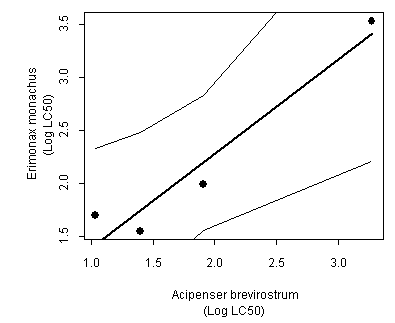 3.5
3.0
2.5
2.0
1.5
Erimonax monachus
(Log LC50)
1.0 1.5 2.0 2.5 3.0
Acipenser brevirostrum
(Log LC50)